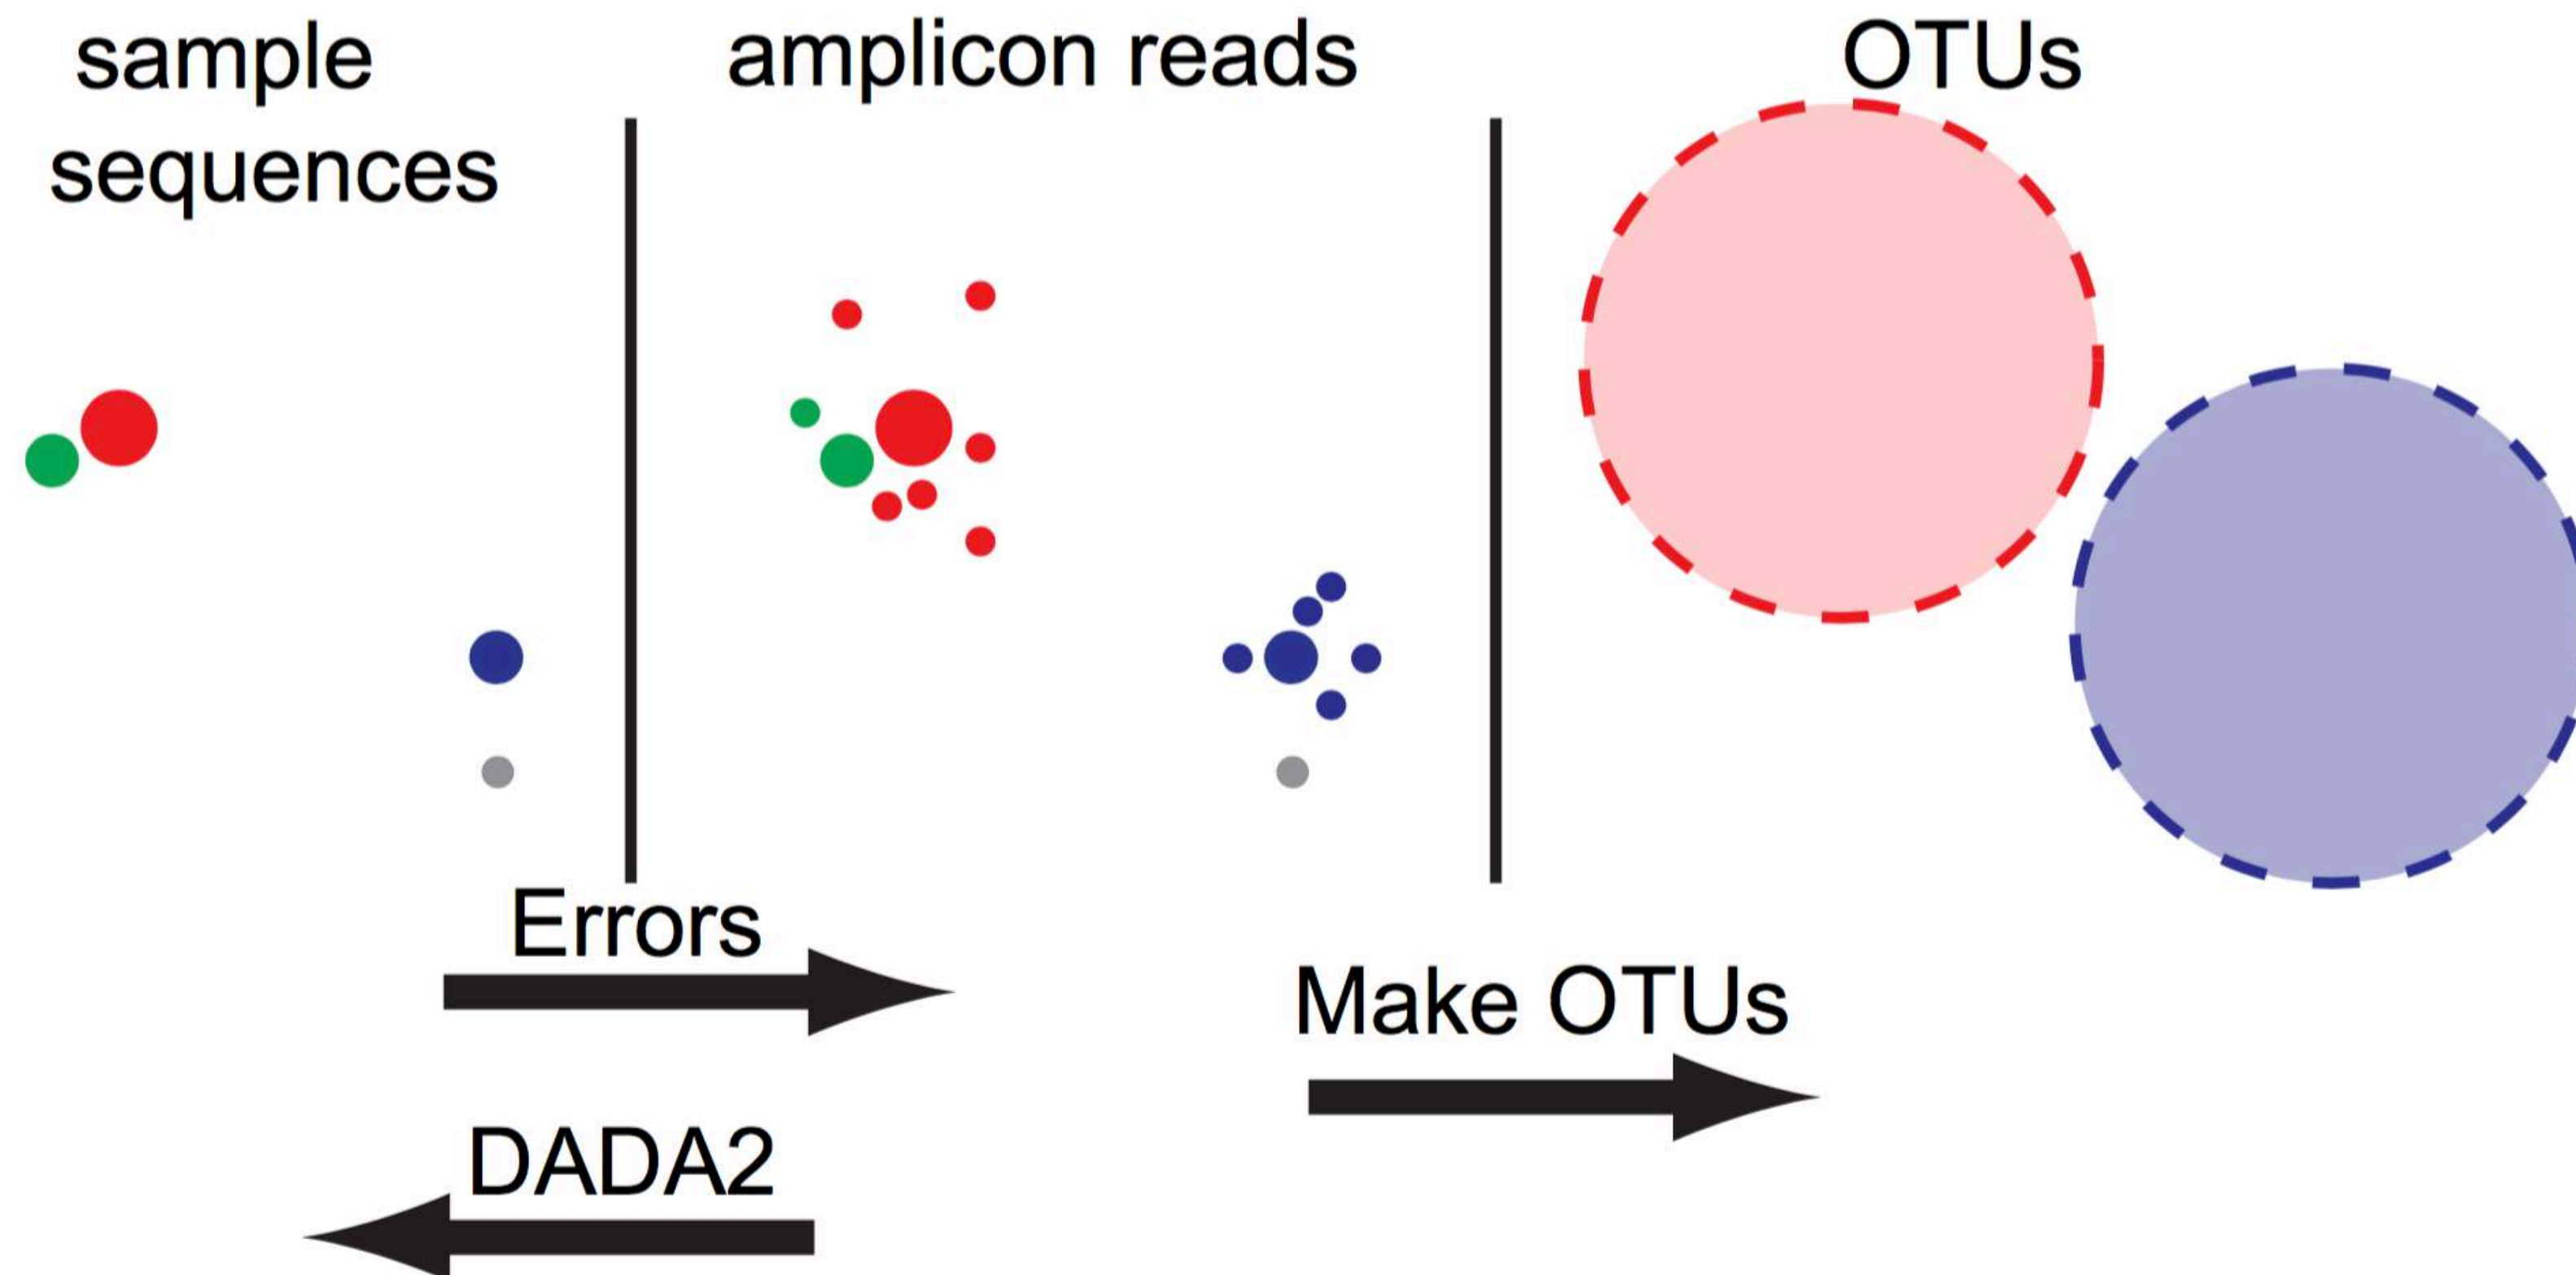 sample
sequences
amplicon reads
OTUs
Errors
Make OTUs
DADA2